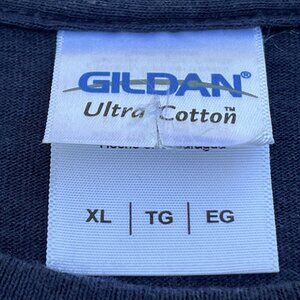 GILDAN®
Ultra Cotton™
XL | TG | EG